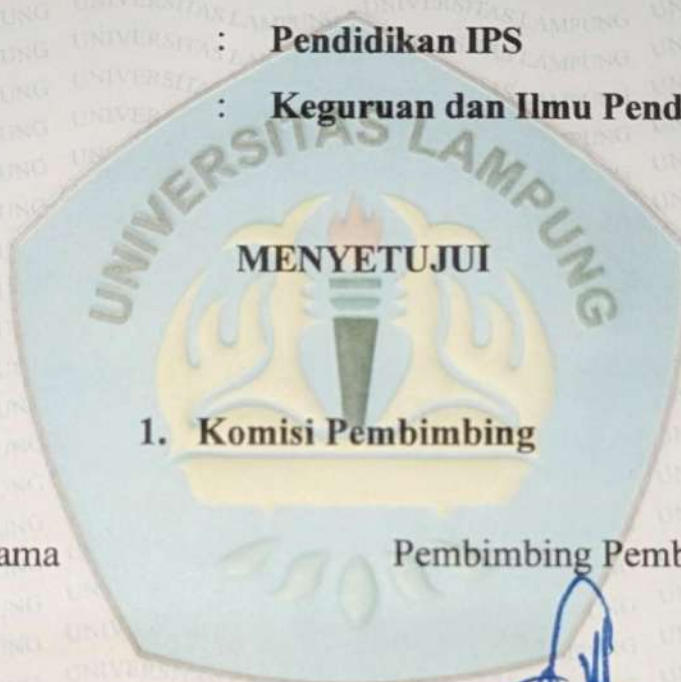 : Pendidikan IPS
: Keguruan dan Ilmu Pend
UNIVERSITAS LAMPUNG
MENYETUJUI
1. Komisi Pembimbing
ama Pembimbing Pemb